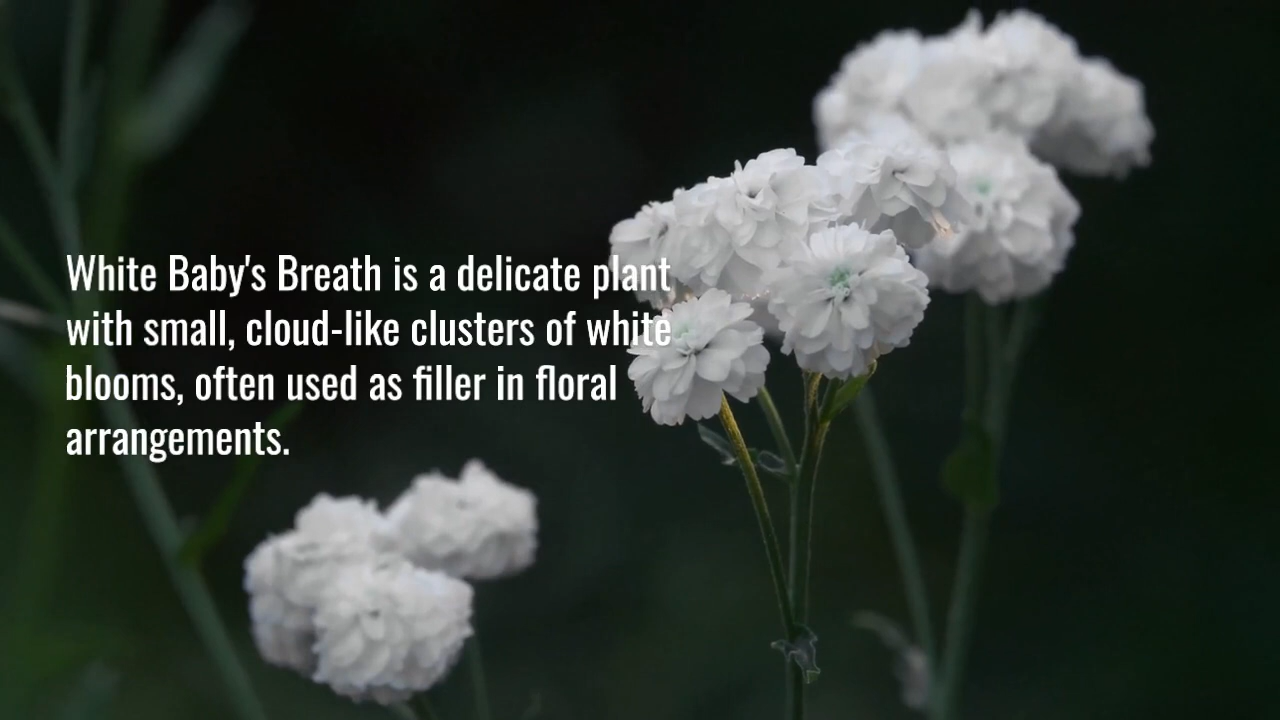 White Baby's Breath is a delicate plant
with small, cloud-like clusters of white
blooms, often used as filler in floral
arrangements.